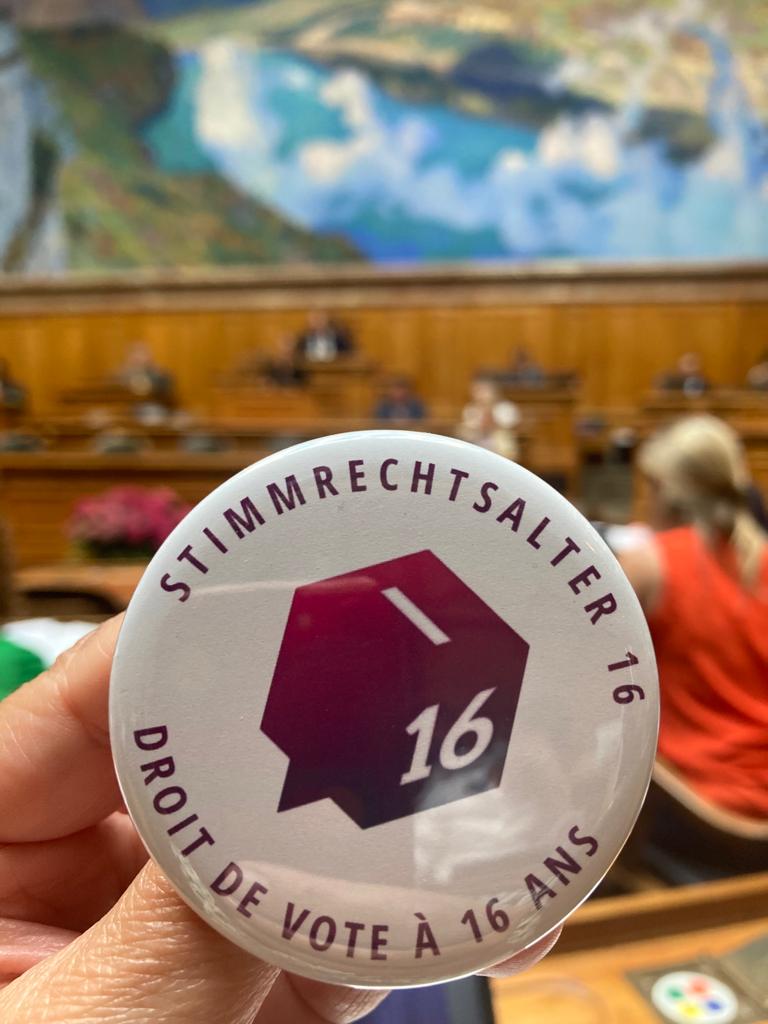 STIMMRECHTSALTER 16
16
DROIT DE VOTE À 16 ANS